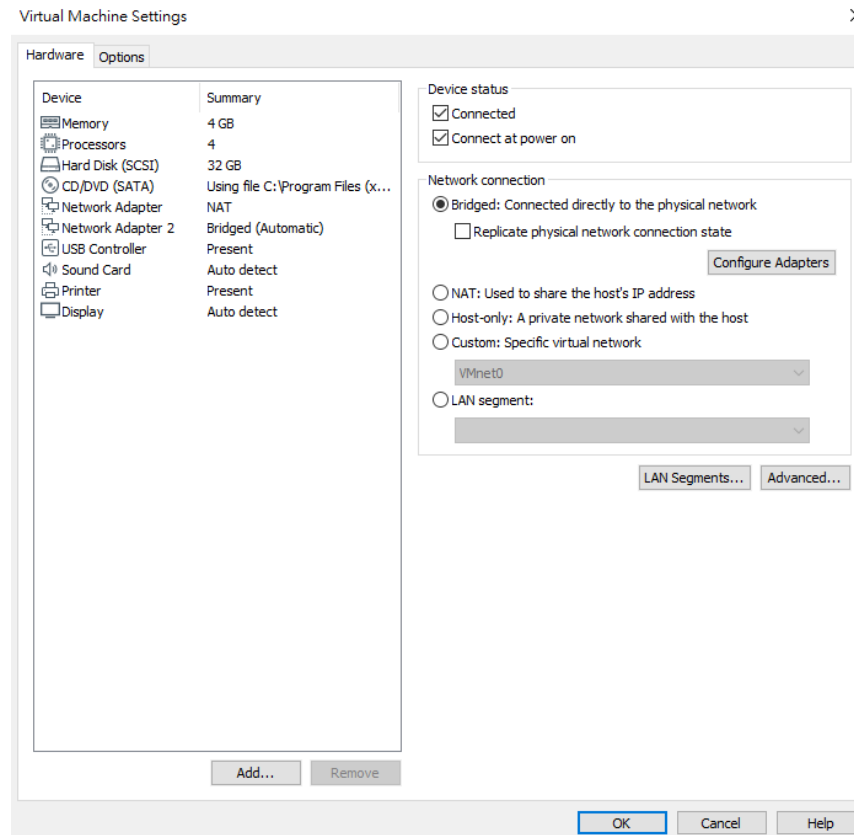 Virtual Machine Settings
Hardware Options
Device Summary
Memory 4 GB
Processors 4
Hard Disk (SCSI) 32 GB
CD/DVD (SATA) Using file C:\Program Files (x...
Network Adapter NAT
Network Adapter 2 Bridged (Automatic)
USB Controller Present
Sound Card Auto detect
Printer Present
Display Auto detect
Add... Remove
Device status
Connected
Connect at power on
Network connection
Bridged: Connected directly to the physical network
Replicate physical network connection state
Configure Adapters
NAT: Used to share the host's IP address
Host-only: A private network shared with the host
Custom: Specific virtual network
VMnet0
LAN segment:
LAN Segments... Advanced...
OK Cancel Help